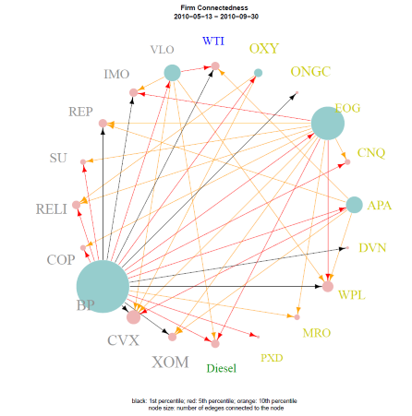 Firm Connectedness
2010-05-13 - 2010-09-30
VLO
WTI
OXY
IMO
ONGC
REP
EOG
SU
CNQ
RELI
APA
COP
DVN
BP
WPL
CVX
MRO
XOM
Diesel
PXD
black: 1st percentile; red: 5th percentile; orange: 10th percentile
node size: number of edeges connected to the node